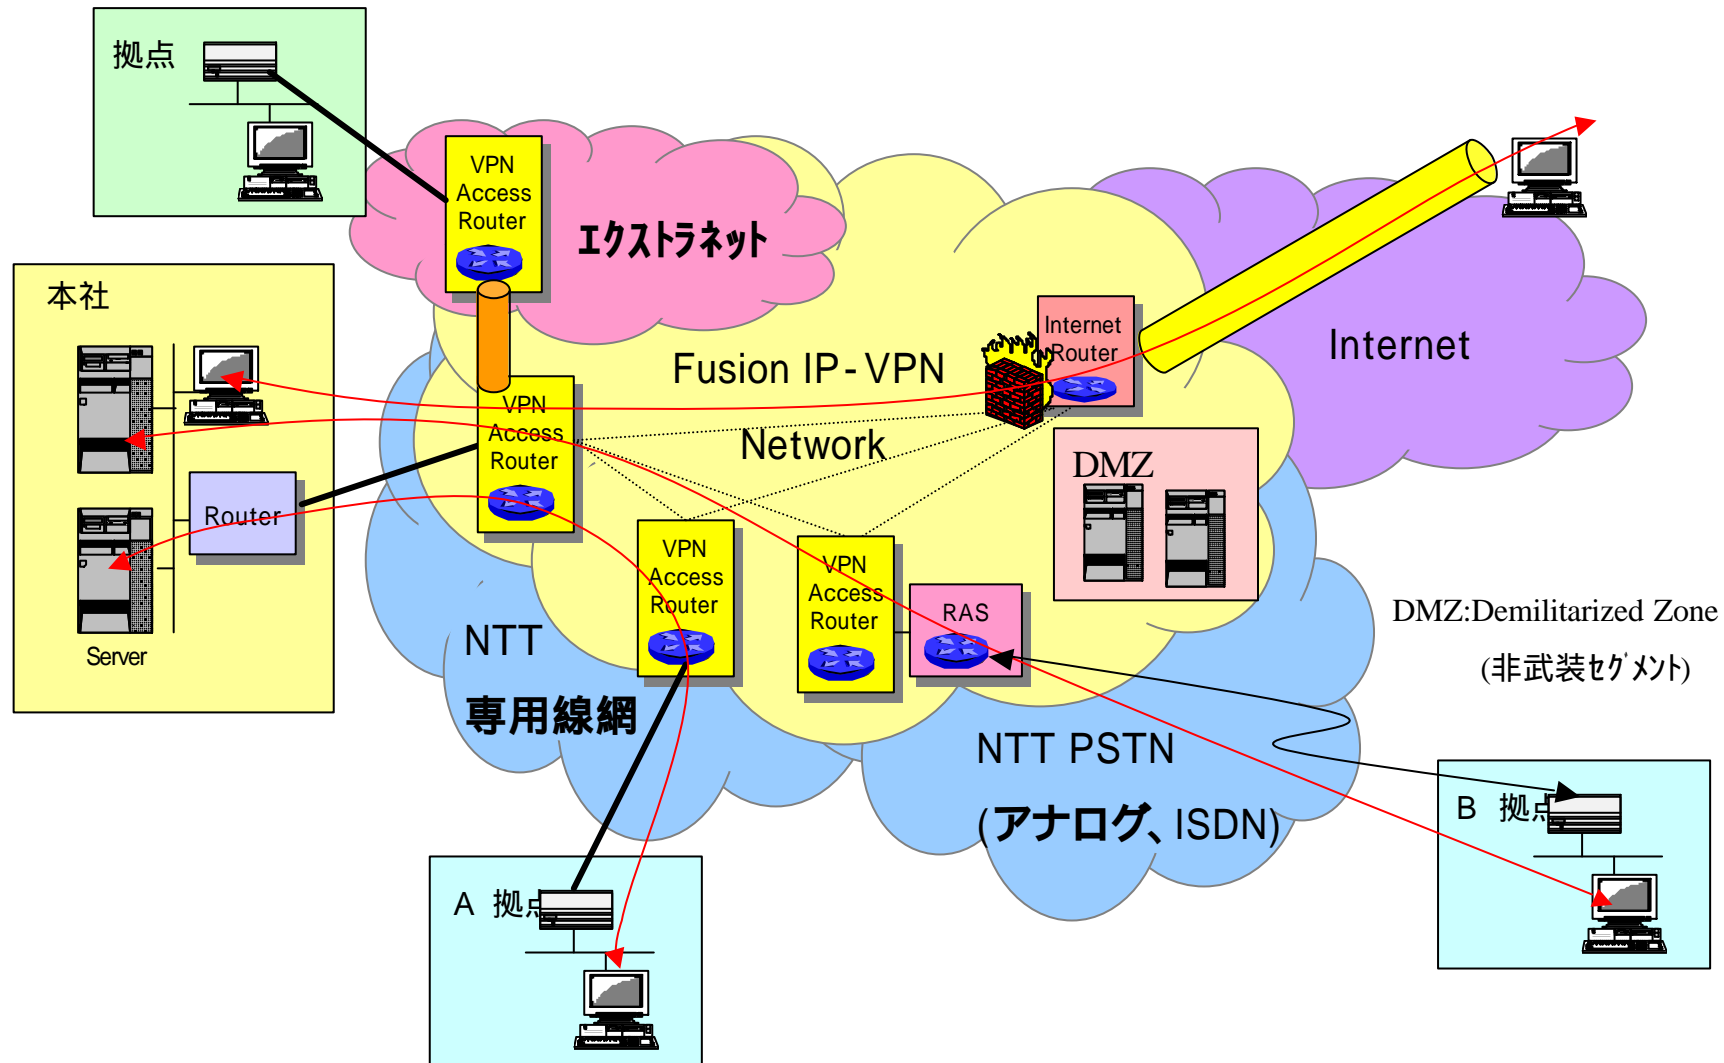 拠点
VPN
Access
Router
エクストラネット
本社
Server
Router
VPN
Access
Router
Fusion IP-VPN
Network
Internet
Router
Internet
DMZ
VPN
Access
Router
VPN
Access
Router
RAS
NTT
専用線網
NTT PSTN
(アナログ、ISDN)
DMZ:Demilitarized Zone
(非武装ｾｸﾞﾒﾝﾄ)
A 拠点
B 拠点